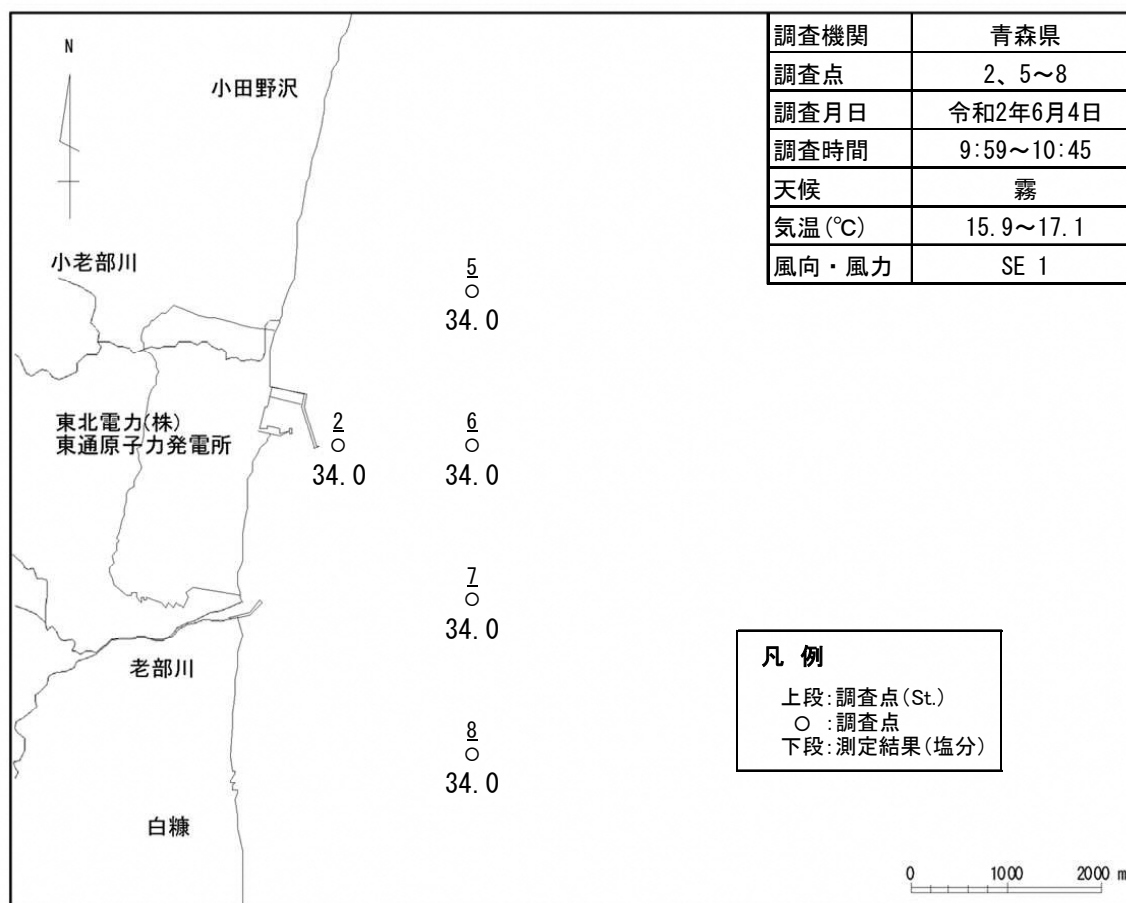 調査機関 青森県
調査点 2、5～8
調査月日 令和2年6月4日
調査時間 9:59～10:45
天候 霧
気温(℃) 15.9～17.1
風向・風力 SE 1
N
小田野沢
小老部川
5
34.0
東北電力(株)
東通原子力発電所
2
34.0
6
34.0
7
34.0
老部川
8
34.0
白糠
凡 例
上段:調査点(St.)
○ :調査点
下段:測定結果(塩分)
0 1000 2000 m